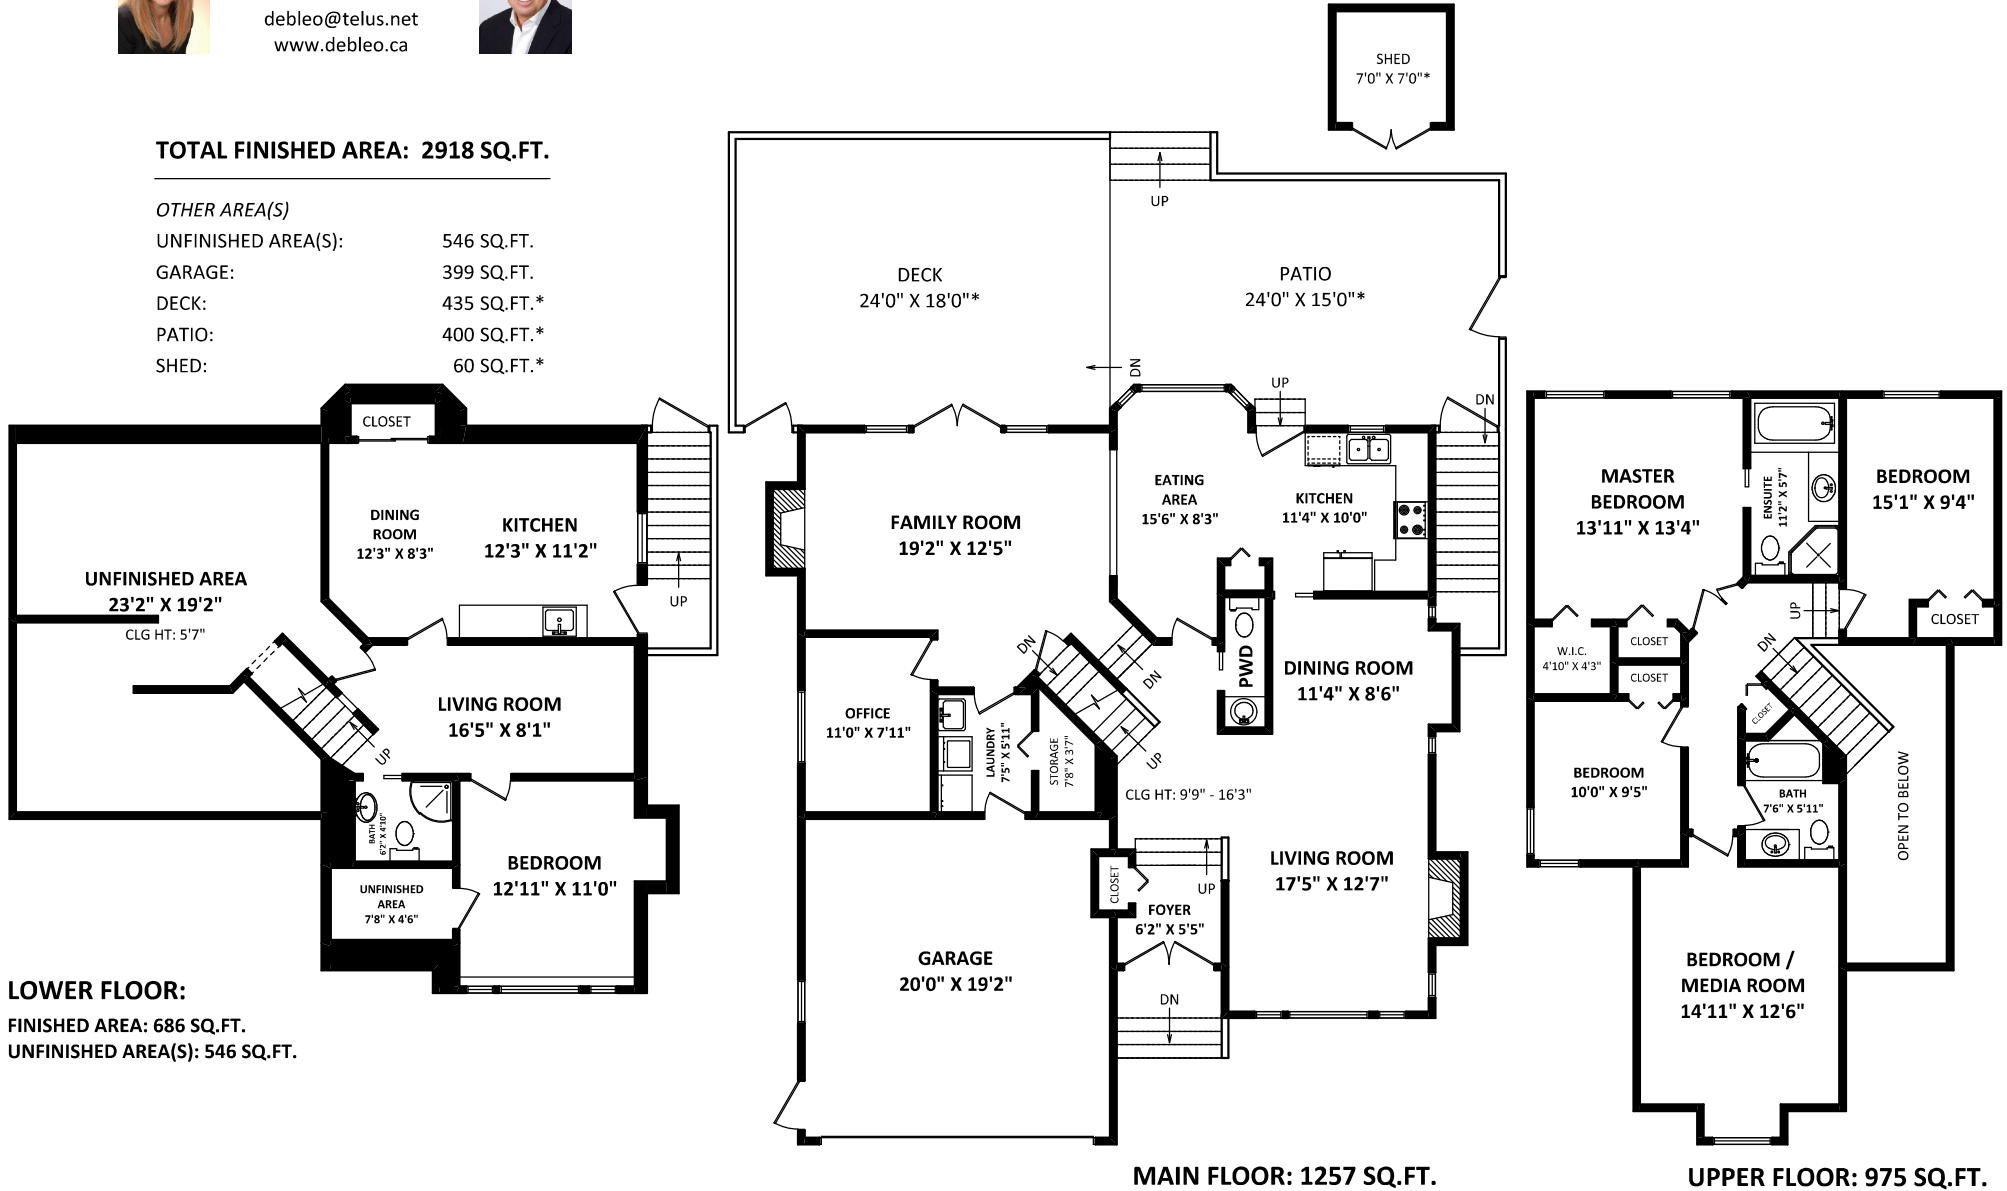 debleo@telus.net
www.debleo.ca
TOTAL FINISHED AREA: 2918 SQ.FT.
OTHER AREA(S)
UNFINISHED AREA(S): 546 SQ.FT.
GARAGE: 399 SQ.FT.
DECK: 435 SQ.FT.*
PATIO: 400 SQ.FT.*
SHED: 60 SQ.FT.*
CLOSET
DINING
ROOM
12'3" X 8'3"
KITCHEN
12'3" X 11'2"
UNFINISHED AREA
23'2" X 19'2"
CLG HT: 5'7"
UP
LIVING ROOM
16'5" X 8'1"
UP
BATH
6'2" X 4'10"
BEDROOM
12'11" X 11'0"
UNFINISHED
AREA
7'8" X 4'6"
LOWER FLOOR:
FINISHED AREA: 686 SQ.FT.
UNFINISHED AREA(S): 546 SQ.FT.
SHED
7'0" X 7'0"*
UP
DECK
24'0" X 18'0"*
PATIO
24'0" X 15'0"*
DN
UP
DN
FAMILY ROOM
19'2" X 12'5"
EATING
AREA
15'6" X 8'3"
KITCHEN
11'4" X 10'0"
DN
DN
PWD
DINING ROOM
11'4" X 8'6"
OFFICE
11'0" X 7'11"
LAUNDRY
7'5" X 5'11"
STORAGE
7'8" X 3'7"
UP
CLG HT: 9'9" - 16'3"
LIVING ROOM
17'5" X 12'7"
CLOSET
UP
FOYER
6'2" X 5'5"
GARAGE
20'0" X 19'2"
DN
MAIN FLOOR: 1257 SQ.FT.
MASTER
BEDROOM
13'11" X 13'4"
ENSUITE
11'2" X 5'7"
BEDROOM
15'1" X 9'4"
UP
CLOSET
W.I.C.
4'10" X 4'3"
CLOSET
CLOSET
DN
CLOSET
BEDROOM
10'0" X 9'5"
BATH
7'6" X 5'11"
OPEN TO BELOW
BEDROOM /
MEDIA ROOM
14'11" X 12'6"
UPPER FLOOR: 975 SQ.FT.